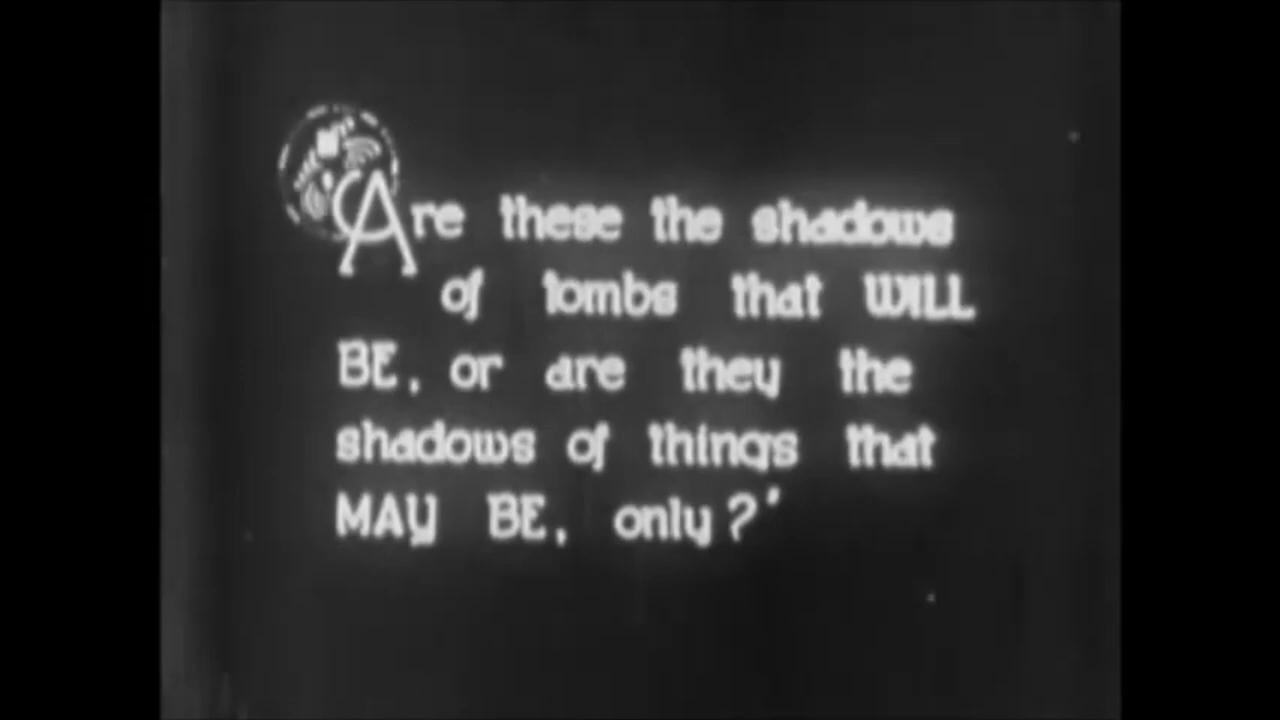 Are these the shadows
of tombs that WILL
BE, or are they the
shadows of things that
MAY BE, only?'